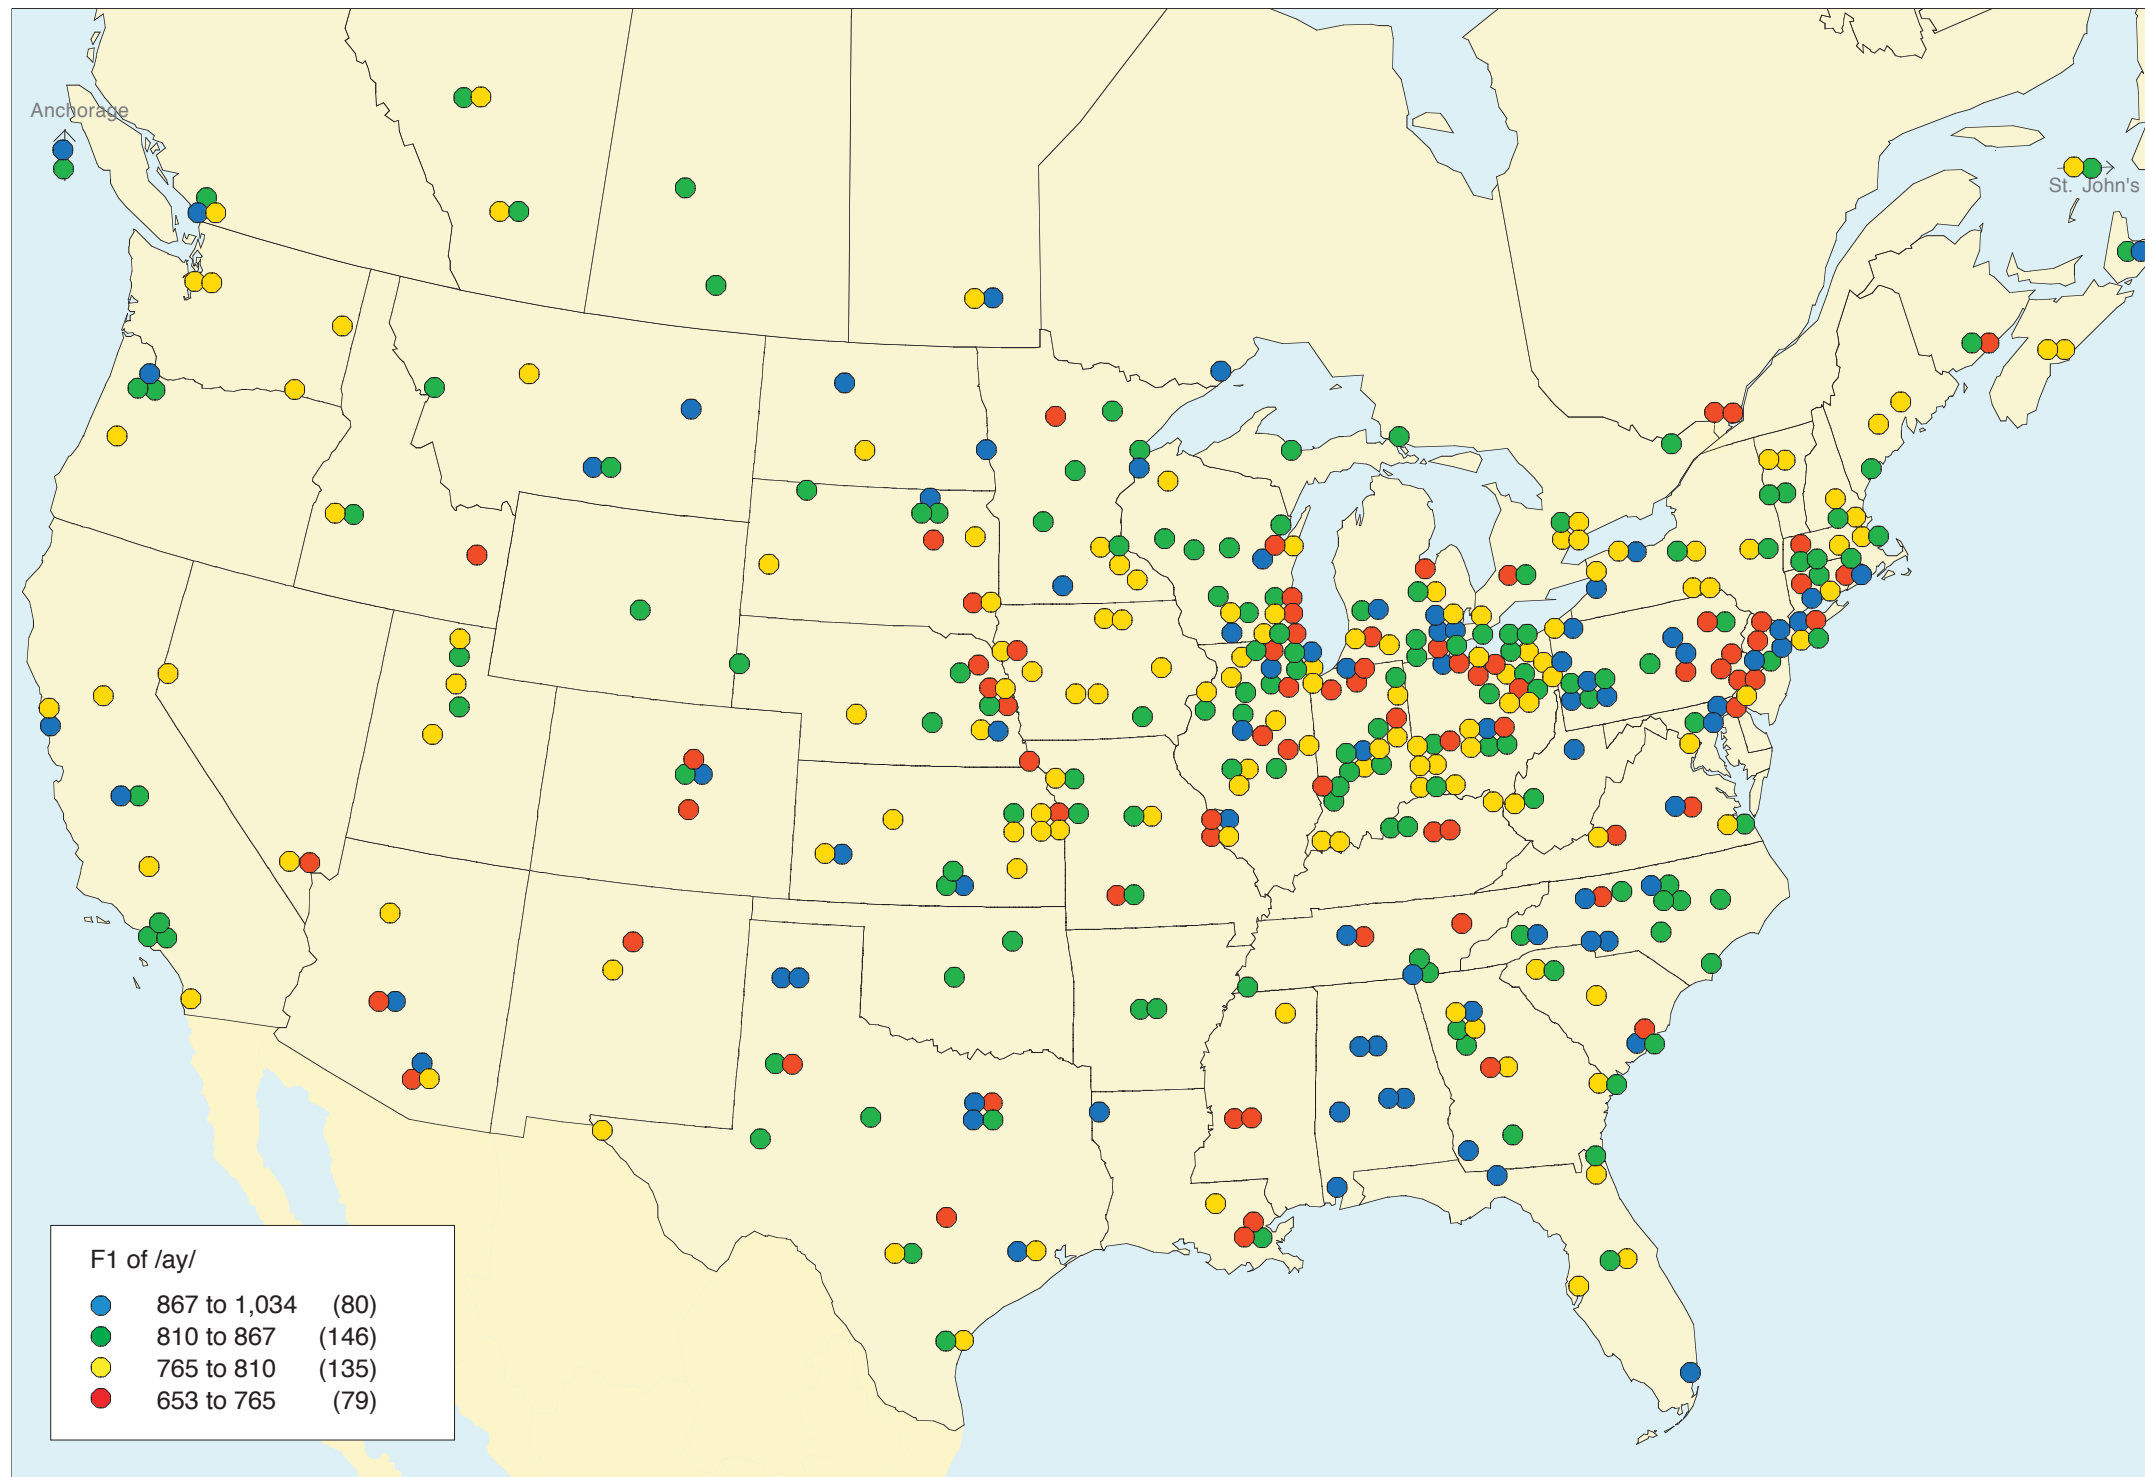 Anchorage
St. John's
F1 of /ay/
867 to 1,034 (80)
810 to 867 (146)
765 to 810 (135)
653 to 765 (79)